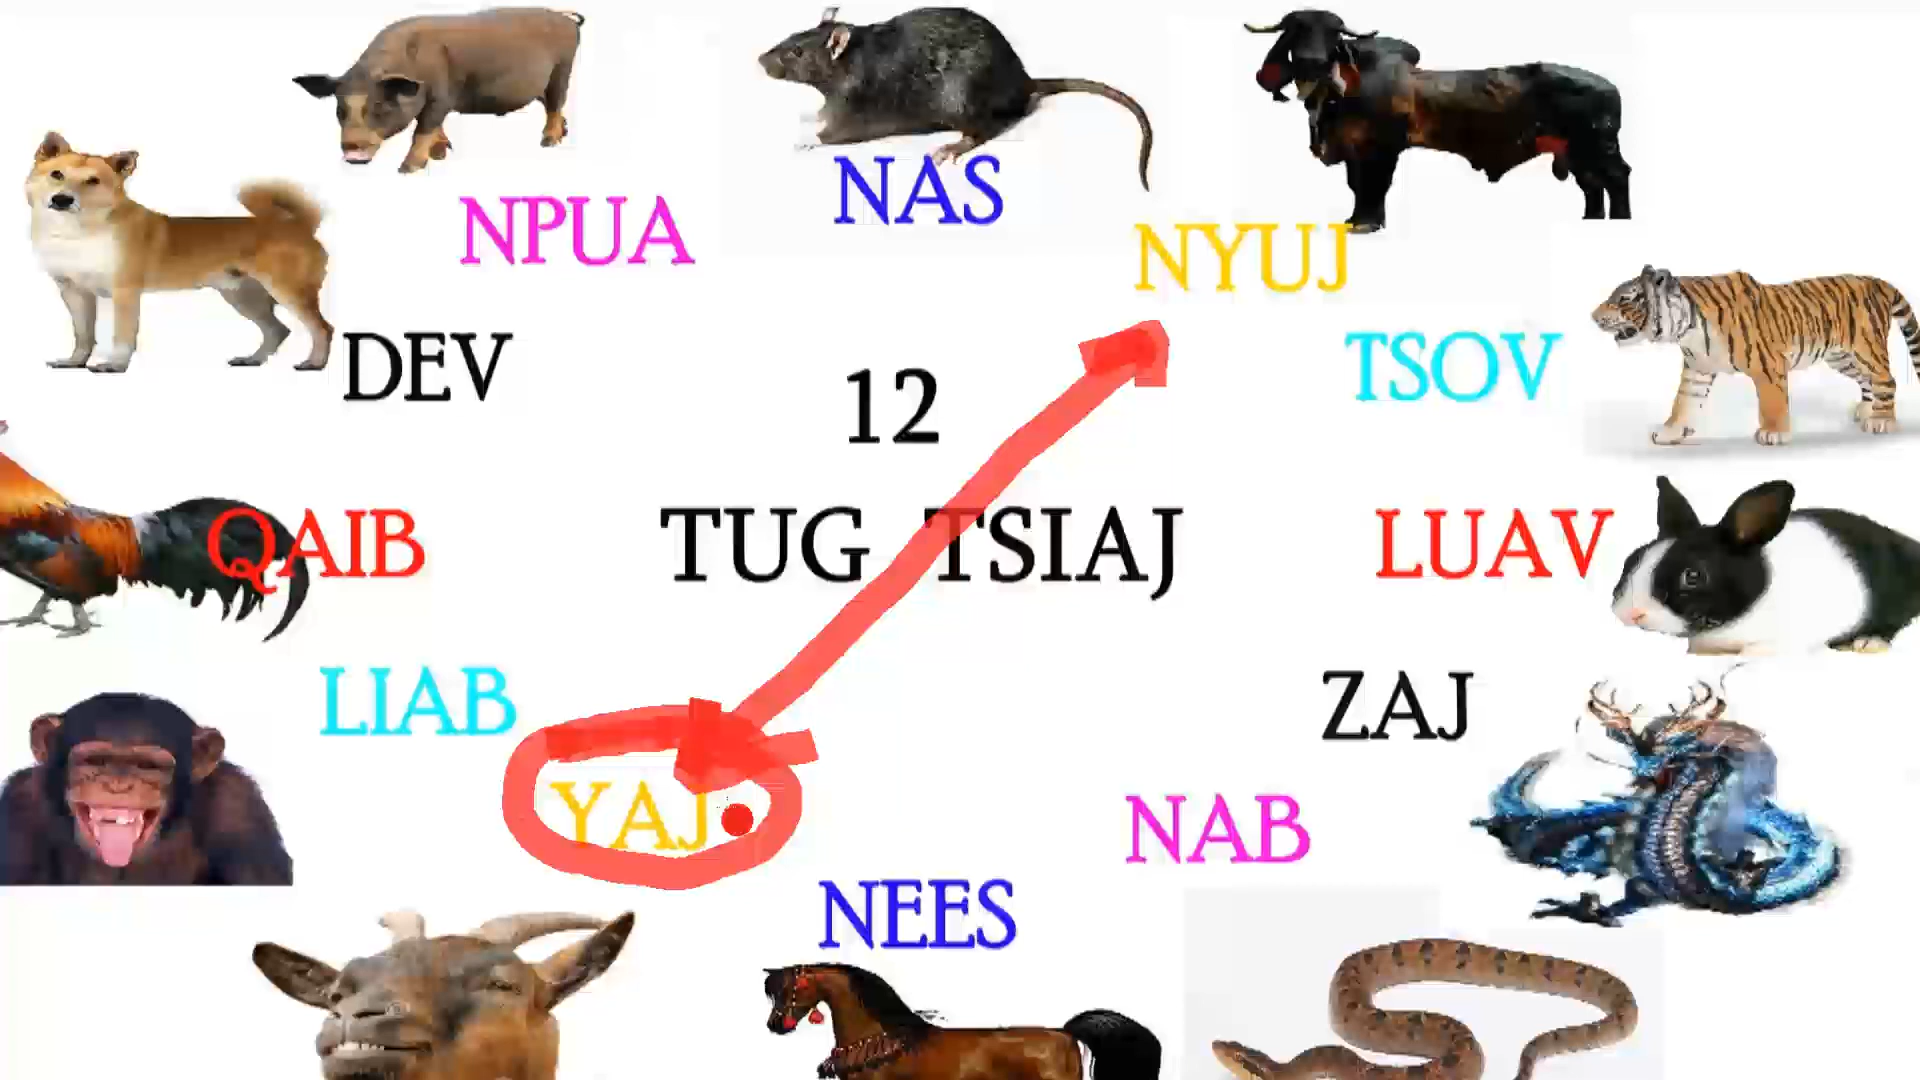 NAS
NPUA
NYUJ
DEV
TSOV
12
TUG TSIAJ
QAIB
LUAV
LIAB
ZAJ
YAJ
NAB
NEES